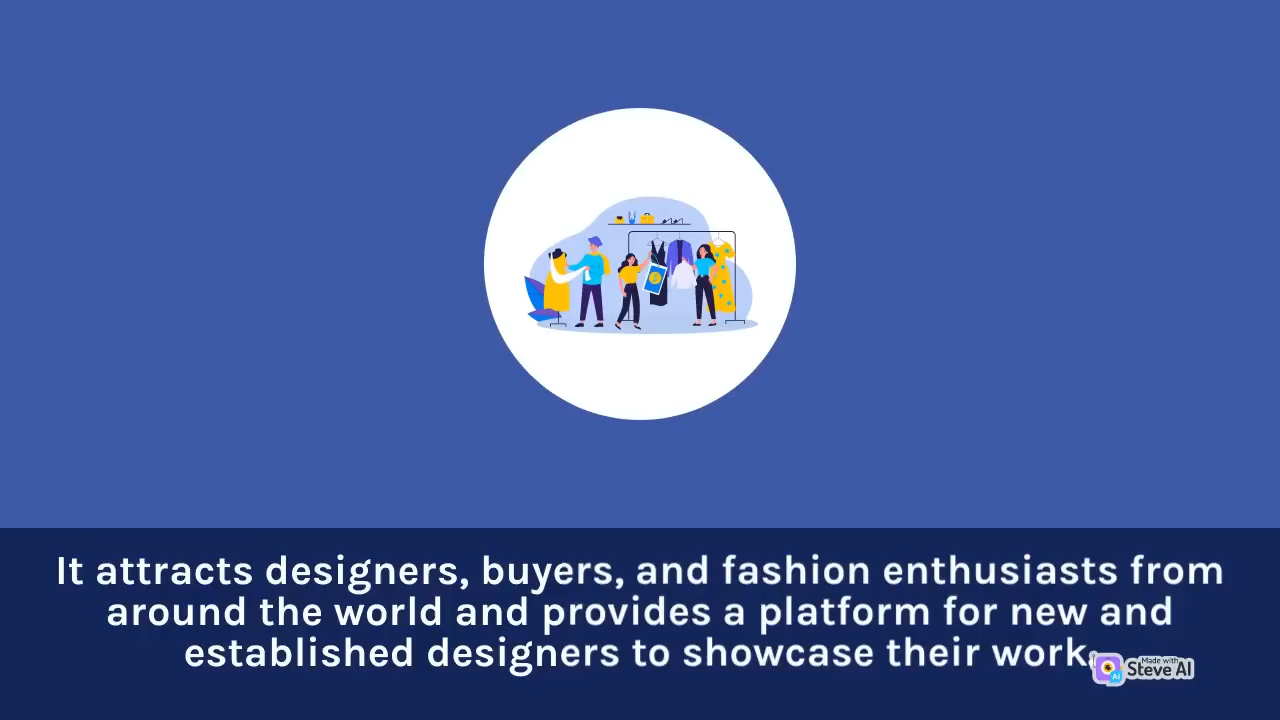 It attracts designers, buyers, and fashion enthusiasts from
around the world and provides a platform for new and
established designers to showcase their work.
Made with
Steve AI
AI